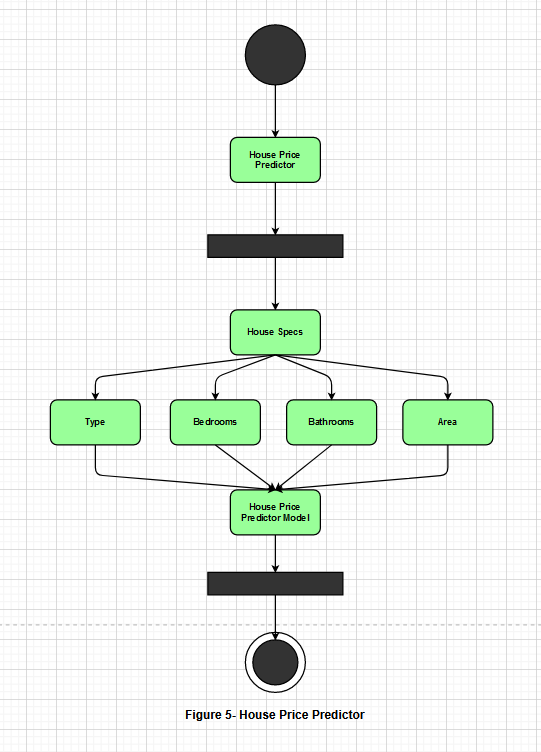 House Price
Predictor
House Specs
Type
Bedrooms
Bathrooms
Area
House Price
Predictor Model
Figure 5- House Price Predictor